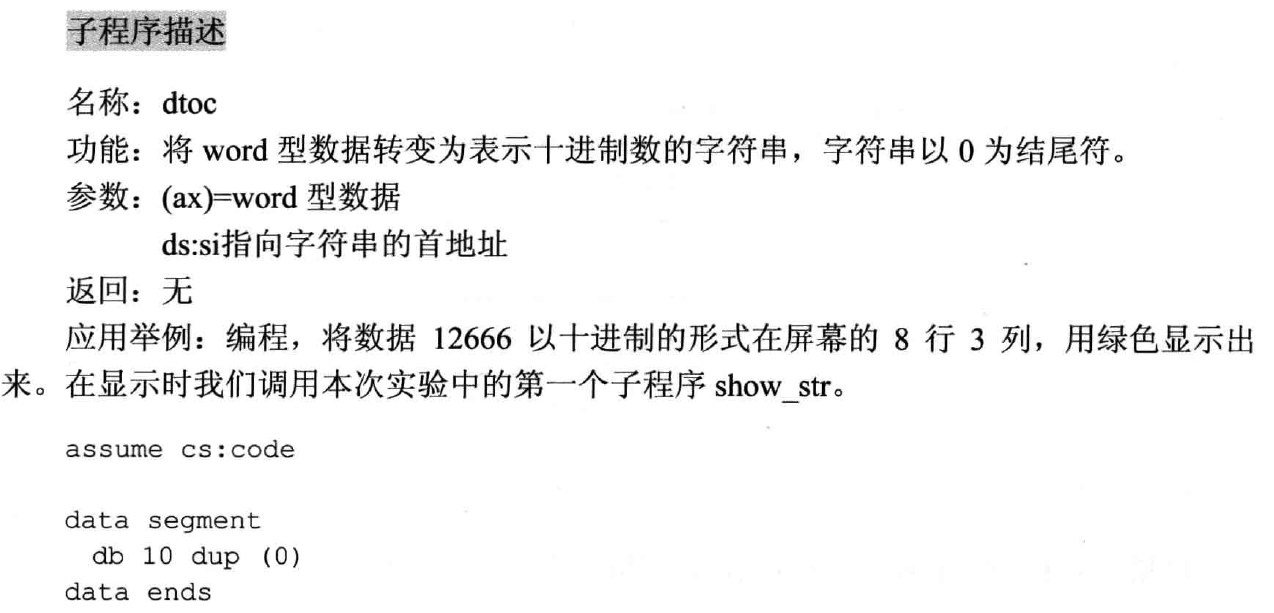 子程序描述
名称：dtoc
功能：将 word 型数据转变为表示十进制数的字符串，字符串以 0 为结尾符。
参数：(ax)=word 型数据
ds:si指向字符串的首地址
返回：无
应用举例：编程，将数据 12666 以十进制的形式在屏幕的 8 行 3 列，用绿色显示出
来。在显示时我们调用本次实验中的第一个子程序 show_str。
assume cs:code
data segment
db 10 dup (0)
data ends